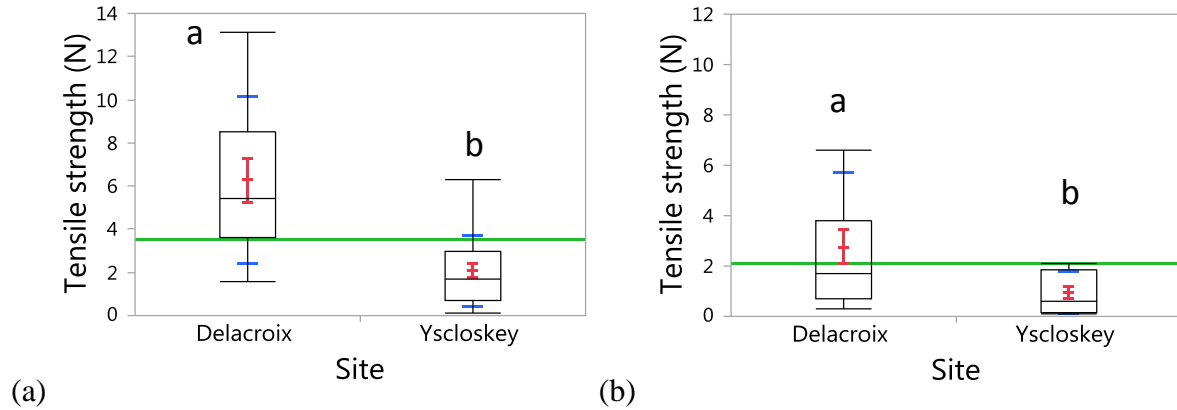 Tensile strength (N)
14
12
10
8
6
4
2
0
a
b
Delacroix Yscloskey
Site
(a)
Tensile strength (N)
12
10
8
6
4
2
0
a
b
Delacroix Yscloskey
Site
(b)